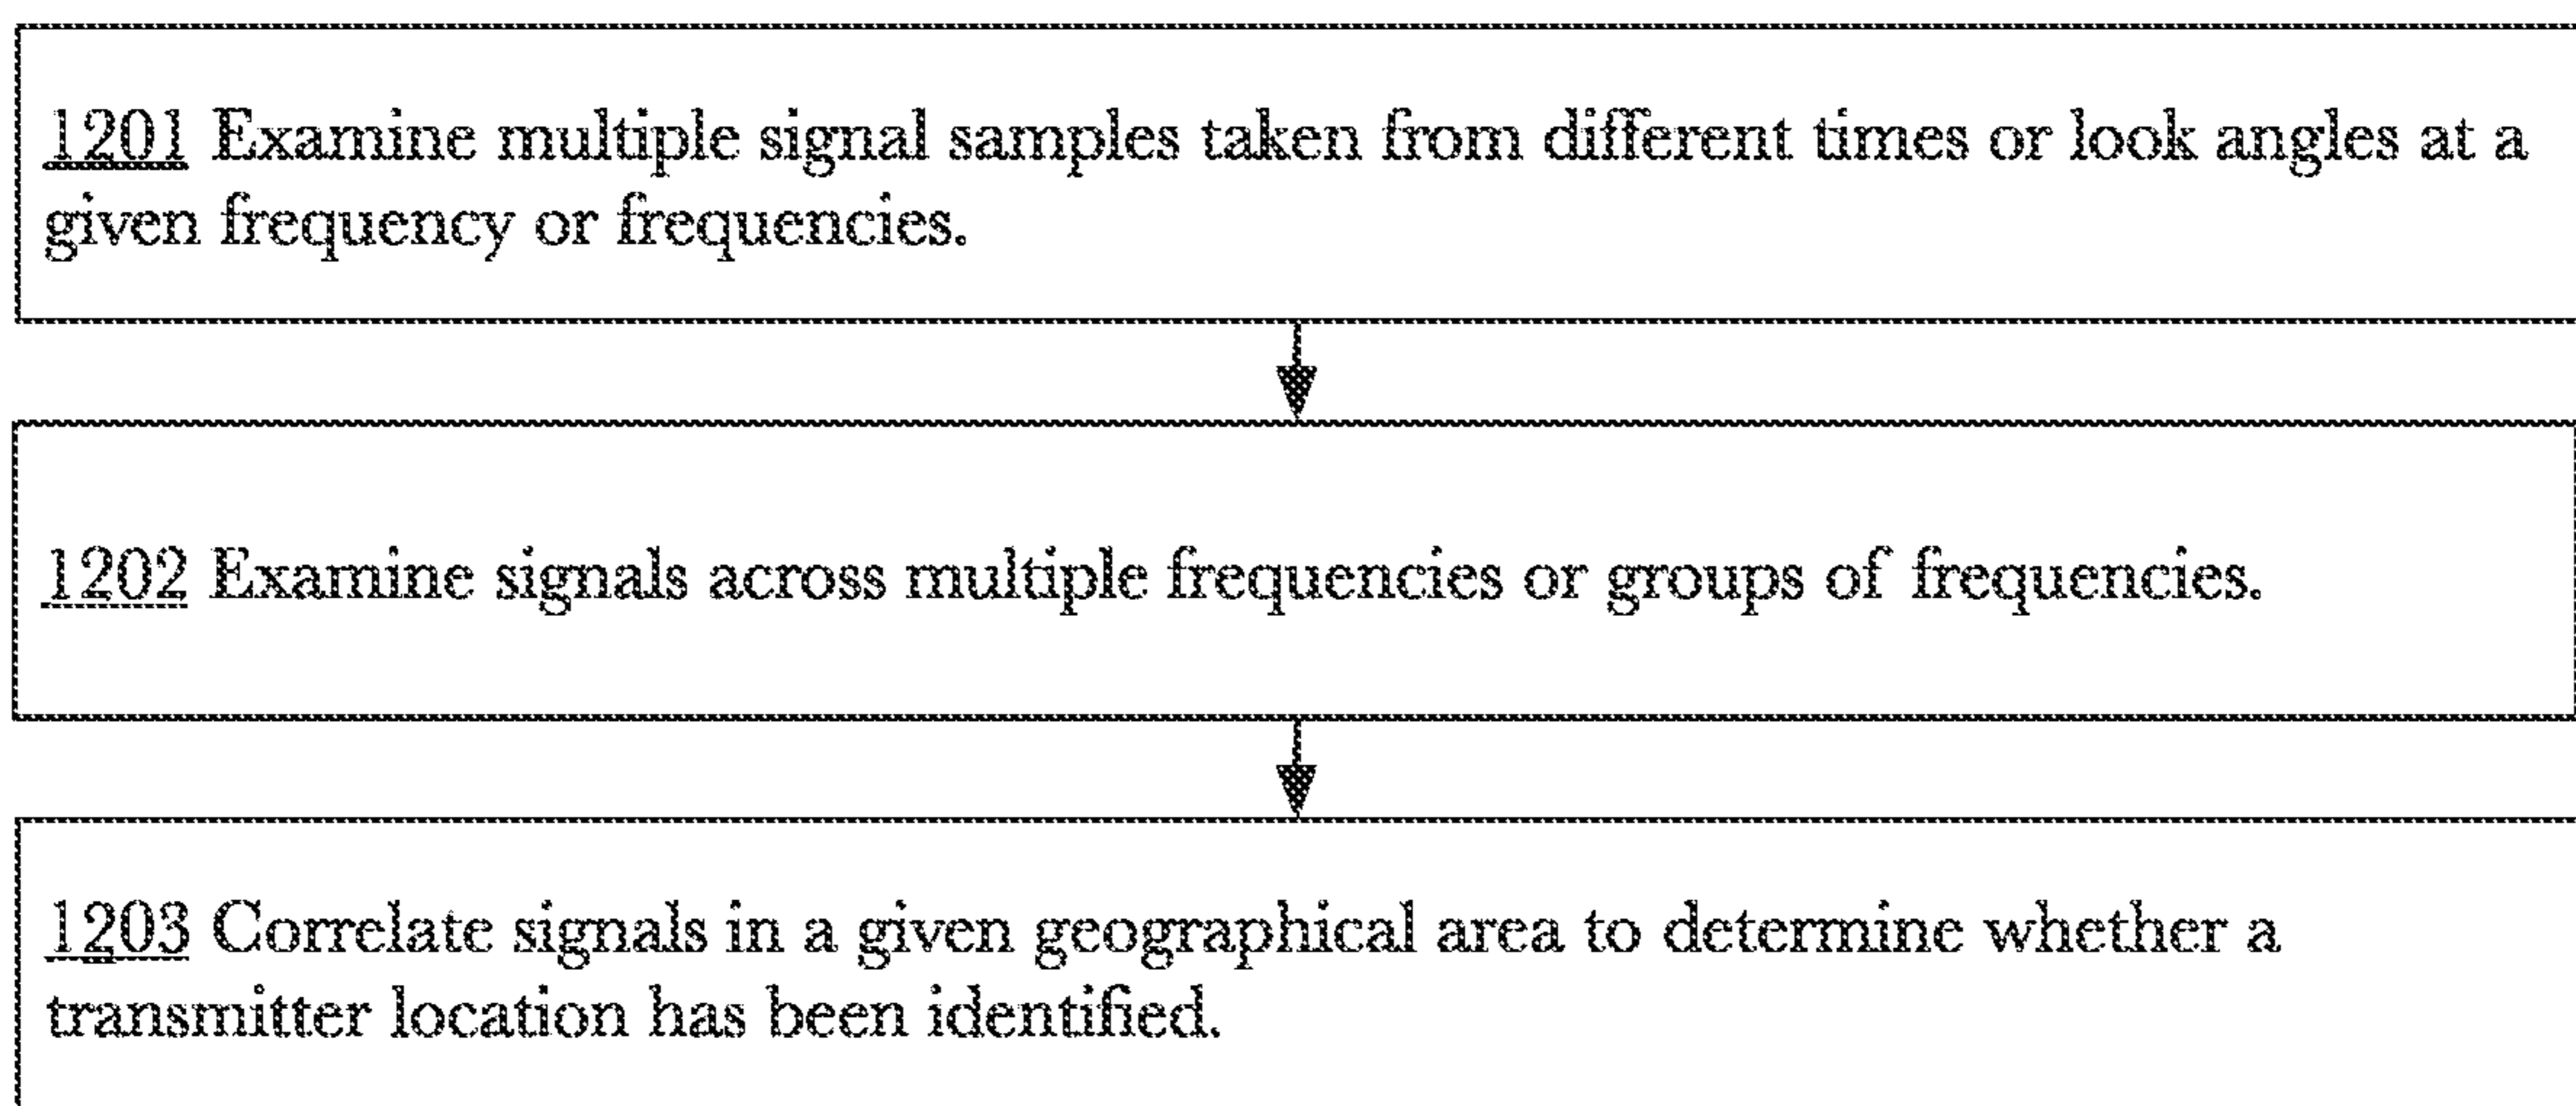 1201 Examine multiple signal samples taken from different times or look angles at a
given frequency or frequencies.
1202 Examine signals across multiple frequencies or groups of frequencies.
1203 Correlate signals in a given geographical area to determine whether a
transmitter location has been identified.